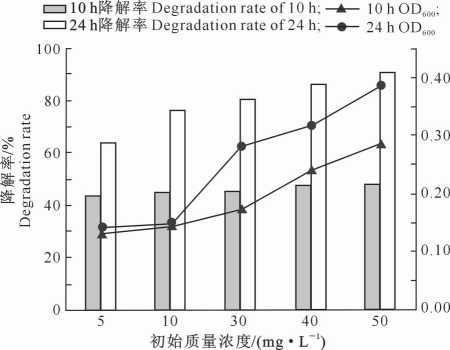 10 h降解率 Degradation rate of 10 h; 10 h OD600;
24 h降解率 Degradation rate of 24 h; 24 h OD600
100
80
60
40
20
0
降解率/%
Degradation rate
0.40
0.30
0.20
0.10
0.00
5 10 30 40 50
初始质量浓度/(mg·L⁻¹)